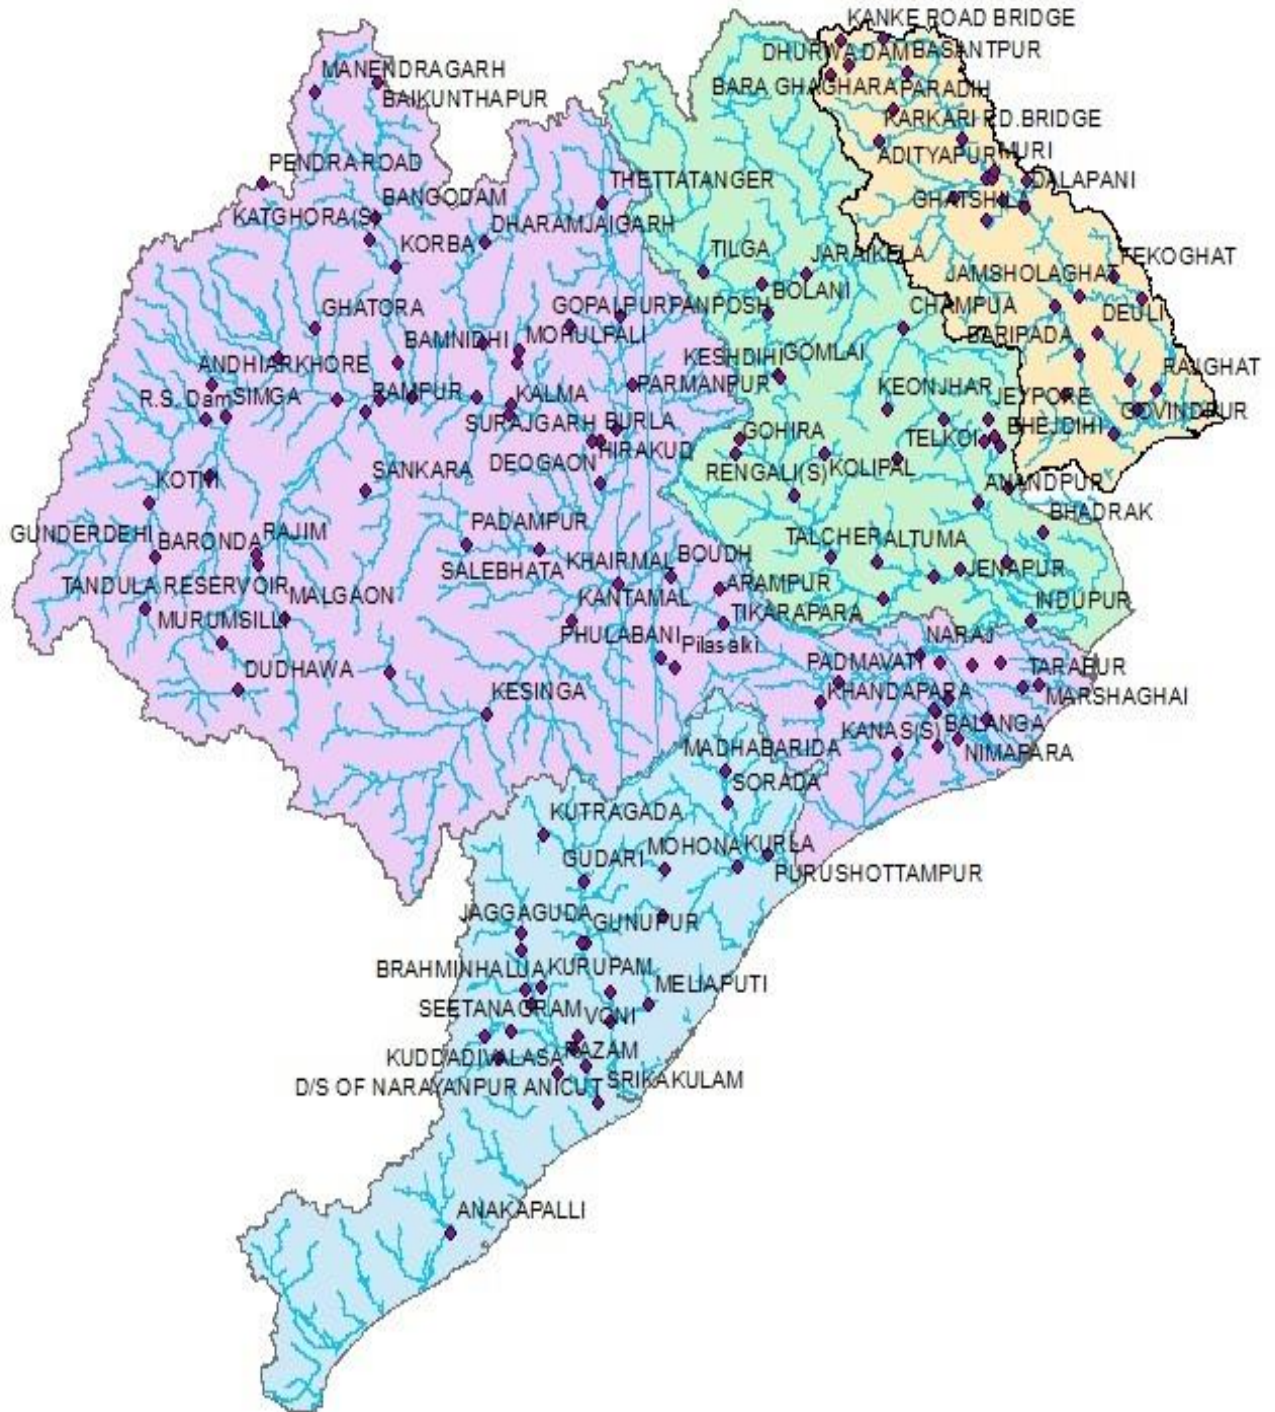 KANKE ROAD BRIDGE
DHURWA DAM
BASANTPUR
MANENDRAGARH
BARA GHAGHARA
PARADIH
BAIKUNTHAPUR
KARKARI RD.BRIDGE
ADITYAPUR
MURI
PENDRA ROAD
THETTATANGER
GALAPANI
BANGODAM
GHATSHILA
KATGHORA(S)
DHARAMJAIGARH
KORBA
TILGA
JARAIKELA
TEKOGHAT
JAMSHOLAGHAT
BOLANI
GHATORA
GOPALPUR
PANPOSH
CHAMPUA
DEULI
BAMNIDHI
MOHULPALI
BARIPADA
ANDHIARKHORE
KESHDIHI
GOMLAI
RAJGHAT
RAMPUR
KALMA
PARMANPUR
KEONJHAR
JEYPORE
R.S. Dam
SIMGA
GOVINDPUR
SURAJGARH
BURLA
GOHIRA
TELKOI
BHEJDIHI
HIRAKUD
DEOGAON
RENGALI(S)
KOLIPAL
SANKARA
KOTNI
ANANDPUR
BHADRAK
GUNDERDEHI
BARONDA
RAJIM
PADAMPUR
TALCHER
ALTUMA
KHAIRMAL
BOUDH
SALEBHATA
JENAPUR
TANDULA RESERVOIR
ARAMPUR
MALGAON
KANTAMAL
INDUPUR
MURUMSILLI
TIKARAPARA
PHULABANI
Pilasalki
NARAJ
DUDHAWA
PADMAVATI
TARAPUR
KESINGA
KHANDAPARA
MARSHAGHAI
KANAS(S)
BALANGA
MADHABARIDA
NIMAPARA
SORADA
KUTRAGADA
MOHONA
KURLA
GUDARI
PURUSHOTTAMPUR
JAGGAGUDA
GUNUPUR
BRAHMINHALUA
KURUPAM
MELIAPUTI
SEETANAGRAM
VONI
KUDDADIVALASA
RAZAM
D/S OF NARAYANPUR ANICUT
SRIKAKULAM
ANAKAPALLI